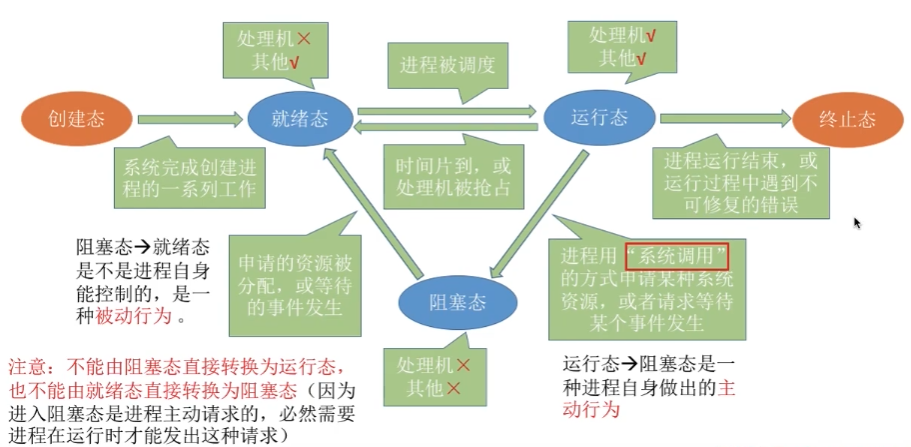 处理机×
其他√
进程被调度
处理机√
其他√
创建态
就绪态
运行态
终止态
系统完成创建进
程的一系列工作
时间片到，或
处理机被抢占
进程运行结束，或
运行过程中遇到不
可修复的错误
阻塞态→就绪态
是不是进程自身
能控制的，是一
种被动行为 。
申请的资源被
分配，或等待
的事件发生
进程用“系统调用”
的方式申请某种系统
资源，或者请求等待
某个事件发生
阻塞态
处理机×
其他×
运行态→阻塞态是一
种进程自身做出的主
动行为
注意：不能由阻塞态直接转换为运行态，
也不能由就绪态直接转换为阻塞态（因为
进入阻塞态是进程主动请求的，必然需要
进程在运行时才能发出这种请求）